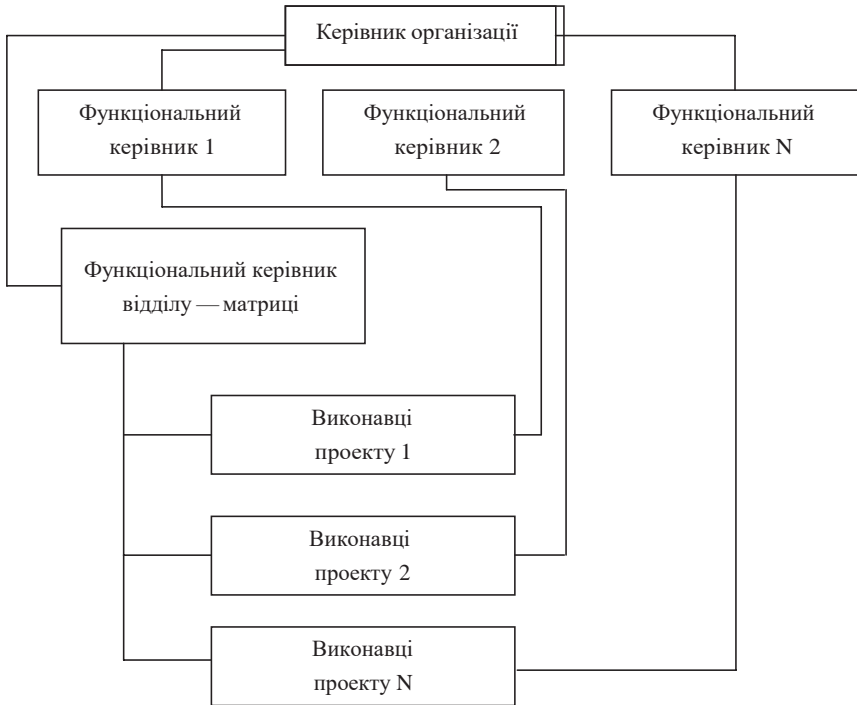 Керівник організації
Функціональний
керівник 1
Функціональний
керівник 2
Функціональний
керівник N
Функціональний керівник
відділу — матриці
Виконавці
проекту 1
Виконавці
проекту 2
Виконавці
проекту N